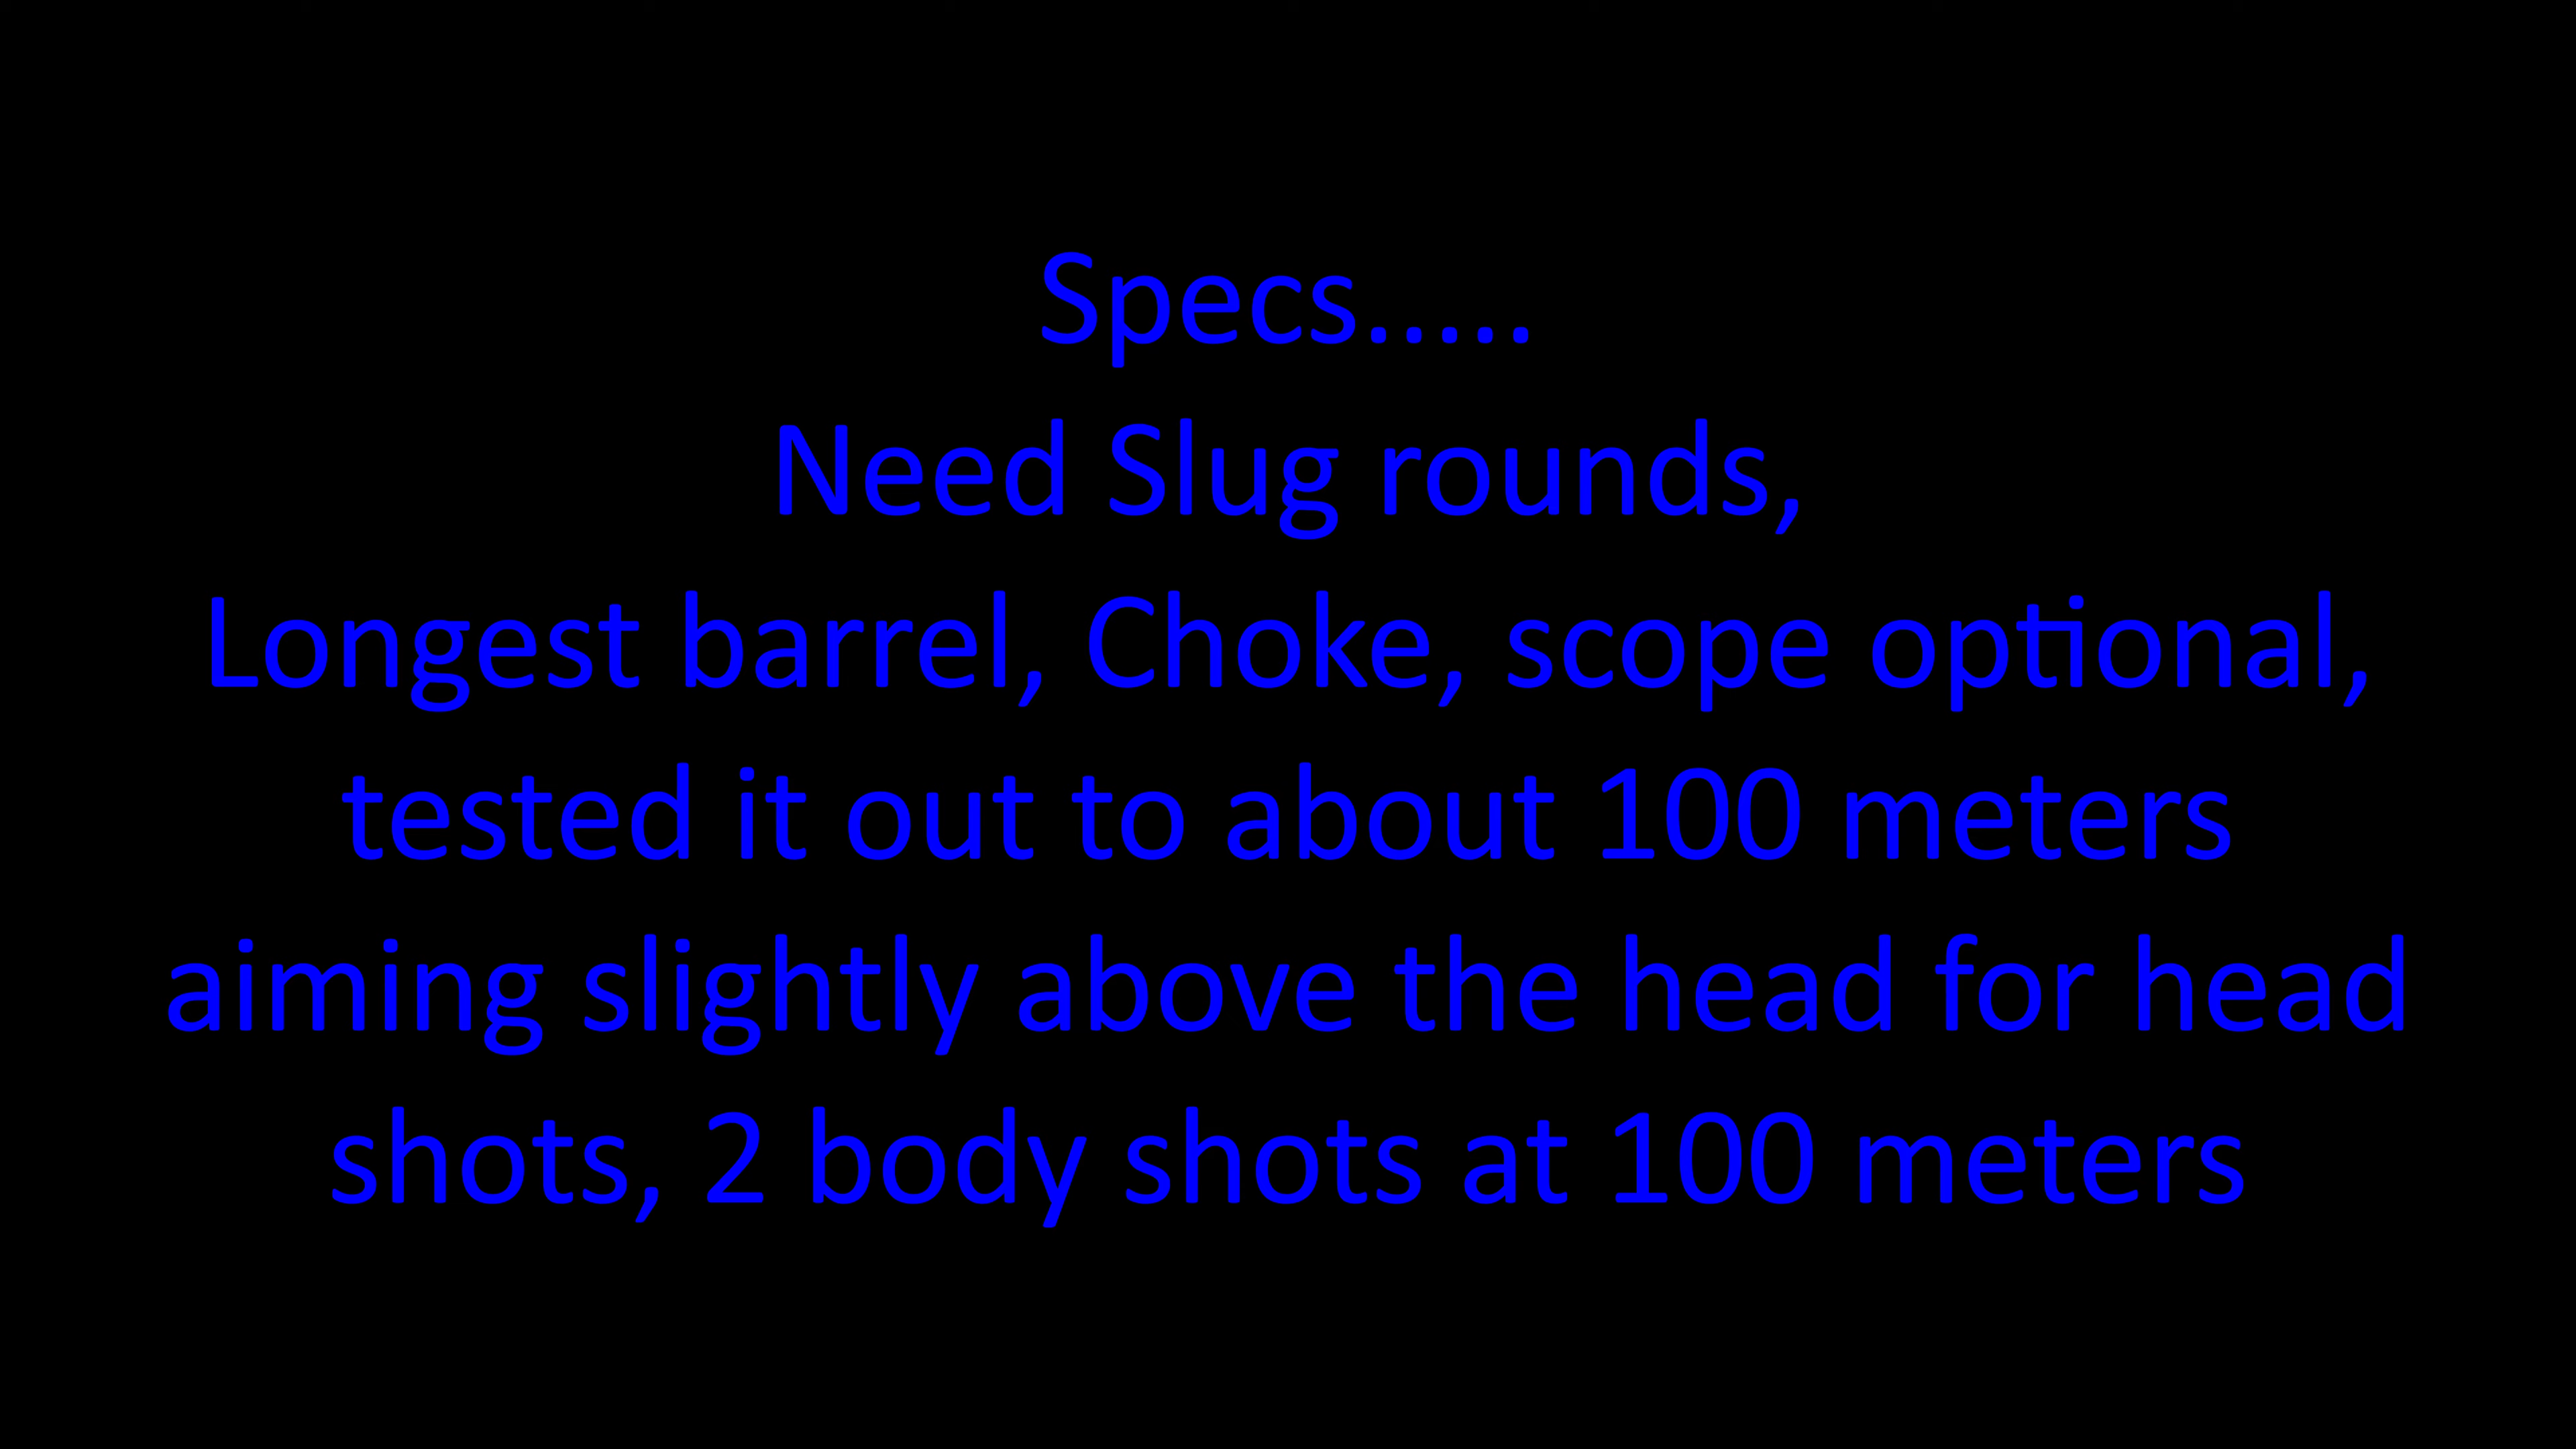 Specs.....
Need Slug rounds,
Longest barrel, Choke, scope optional,
tested it out to about 100 meters
aiming slightly above the head for head
shots, 2 body shots at 100 meters